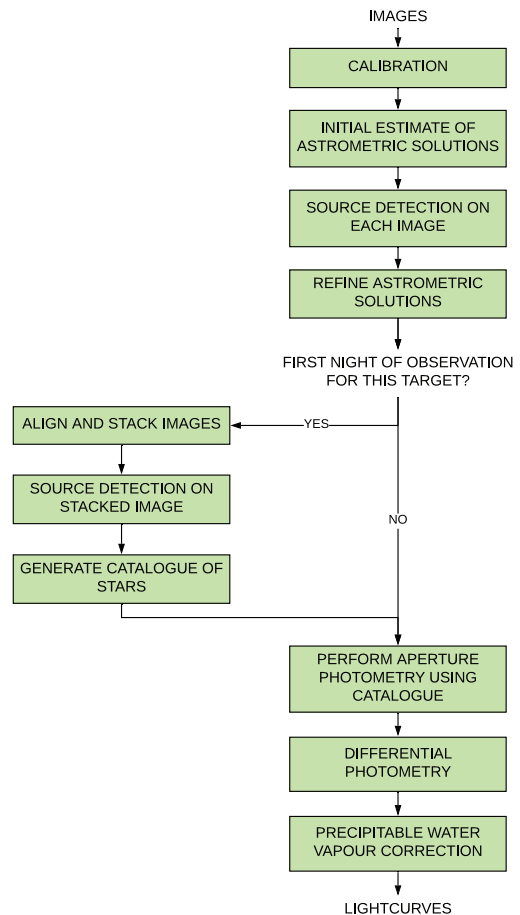 IMAGES
CALIBRATION
INITIAL ESTIMATE OF
ASTROMETRIC SOLUTIONS
SOURCE DETECTION ON
EACH IMAGE
REFINE ASTROMETRIC
SOLUTIONS
FIRST NIGHT OF OBSERVATION
FOR THIS TARGET?
YES
ALIGN AND STACK IMAGES
SOURCE DETECTION ON
STACKED IMAGE
GENERATE CATALOGUE OF
STARS
NO
PERFORM APERTURE
PHOTOMETRY USING
CATALOGUE
DIFFERENTIAL
PHOTOMETRY
PRECIPITABLE WATER
VAPOUR CORRECTION
LIGHTCURVES